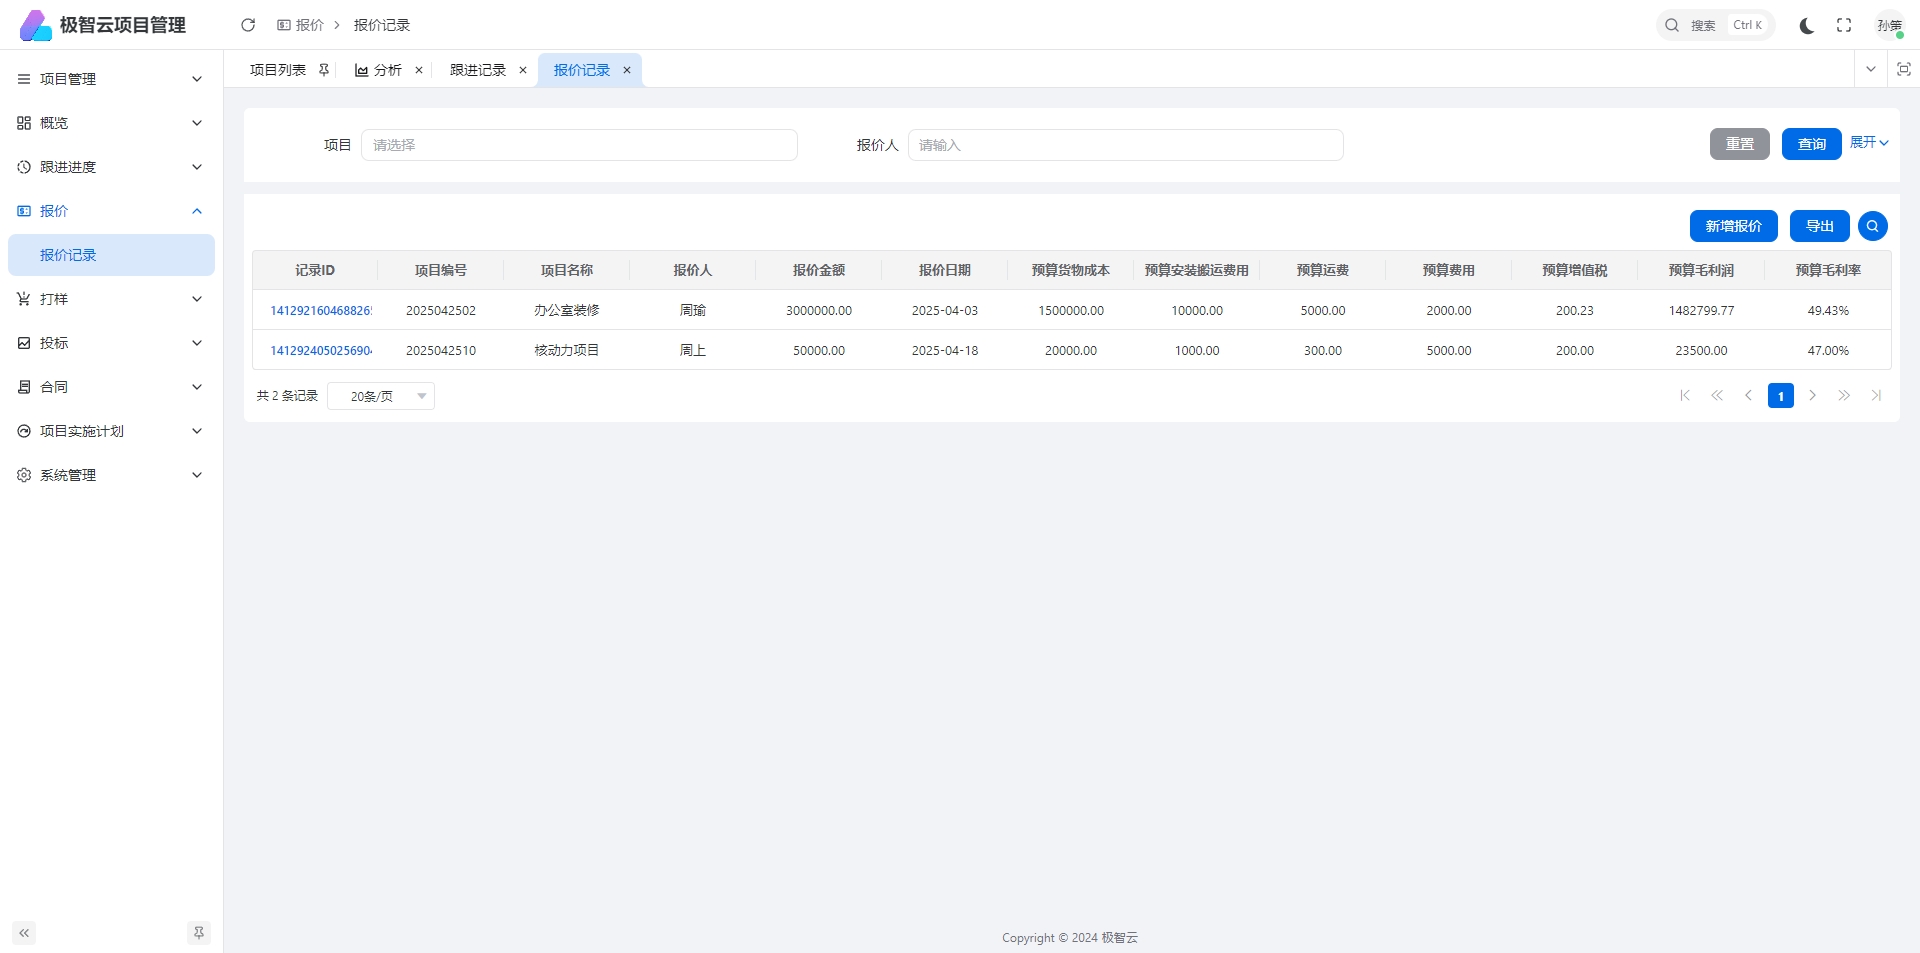 极智云项目管理
报价 > 报价记录
搜索 Ctrl K
孙策
项目列表 分析 × 跟进记录 × 报价记录 ×
项目管理
概览
跟进进度
报价
报价记录
打样
投标
合同
项目实施计划
系统管理
项目 请选择 报价人 请输入 重置 查询 展开
新增报价 导出
记录ID 项目编号 项目名称 报价人 报价金额 报价日期 预算货物成本 预算安装搬运费用 预算运费 预算费用 预算增值税 预算毛利润 预算毛利率
14129216046882 2025042502 办公室装修 周瑜 3000000.00 2025-04-03 1500000.00 10000.00 5000.00 2000.00 200.23 1482799.77 49.43%
14129240502569 2025042510 核动力项目 周上 50000.00 2025-04-18 20000.00 1000.00 300.00 5000.00 200.00 23500.00 47.00%
共 2 条记录 20条/页 1
Copyright © 2024 极智云